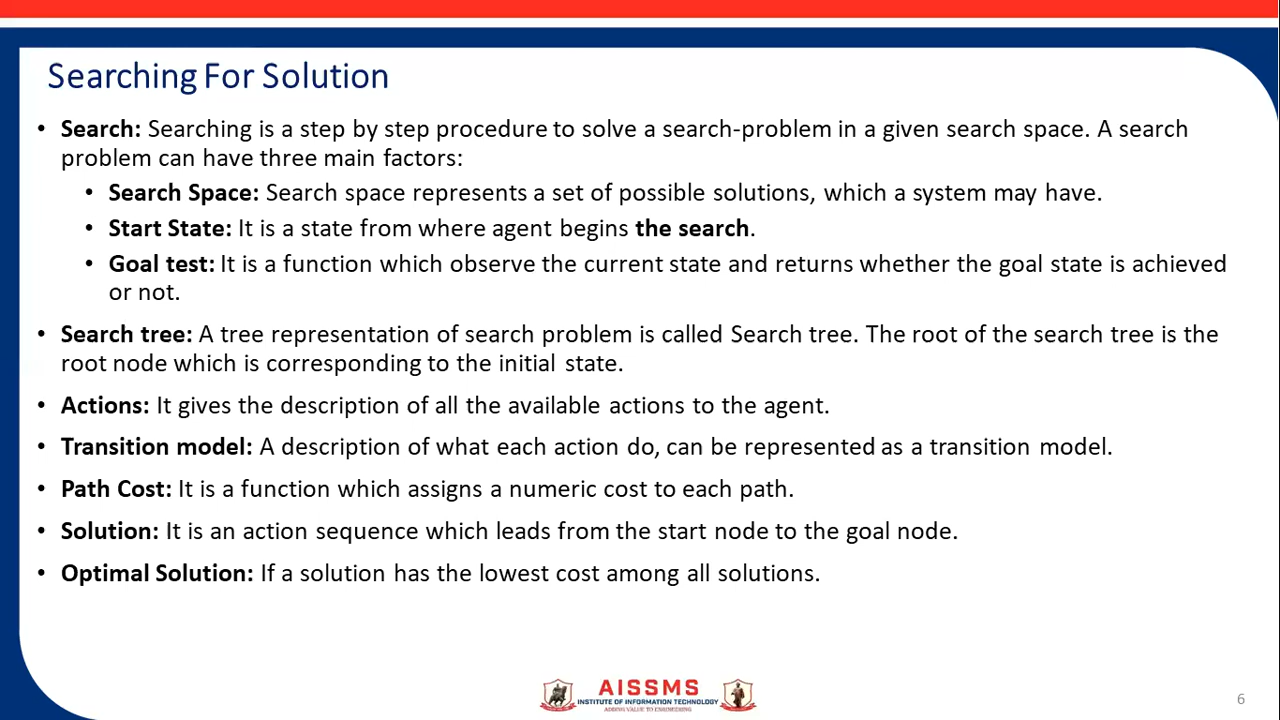 Searching For Solution
• Search: Searching is a step by step procedure to solve a search-problem in a given search space. A search
problem can have three main factors:
• Search Space: Search space represents a set of possible solutions, which a system may have.
• Start State: It is a state from where agent begins the search.
• Goal test: It is a function which observe the current state and returns whether the goal state is achieved
or not.
• Search tree: A tree representation of search problem is called Search tree. The root of the search tree is the
root node which is corresponding to the initial state.
• Actions: It gives the description of all the available actions to the agent.
• Transition model: A description of what each action do, can be represented as a transition model.
• Path Cost: It is a function which assigns a numeric cost to each path.
• Solution: It is an action sequence which leads from the start node to the goal node.
• Optimal Solution: If a solution has the lowest cost among all solutions.
AISSMS
INSTITUTE OF INFORMATION TECHNOLOGY
ADDING VALUE TO ENGINEERING
6